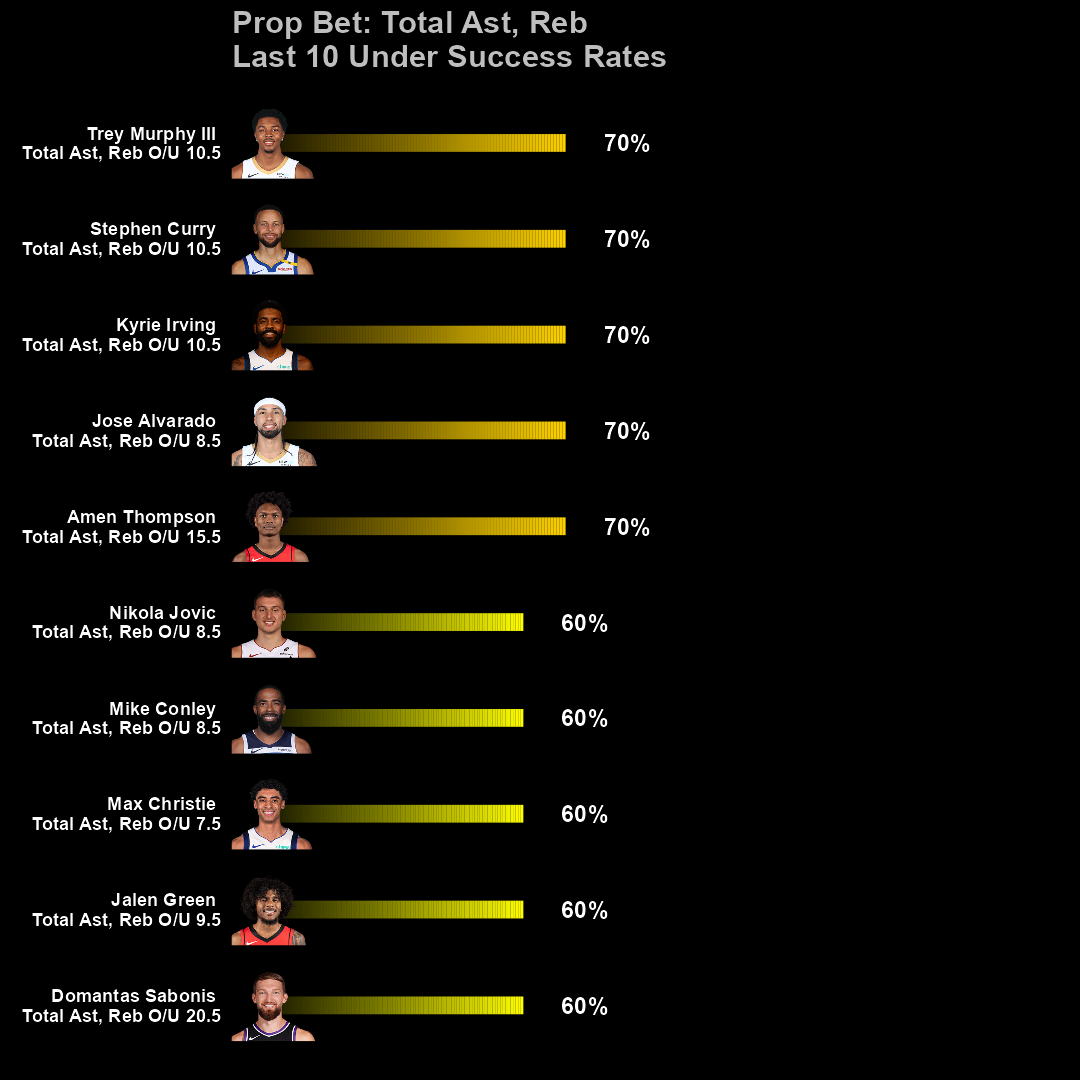 Prop Bet: Total Ast, Reb
Last 10 Under Success Rates
Trey Murphy III
Total Ast, Reb O/U 10.5
70%
Stephen Curry
Total Ast, Reb O/U 10.5
70%
Kyrie Irving
Total Ast, Reb O/U 10.5
70%
Jose Alvarado
Total Ast, Reb O/U 8.5
70%
Amen Thompson
Total Ast, Reb O/U 15.5
70%
Nikola Jovic
Total Ast, Reb O/U 8.5
60%
Mike Conley
Total Ast, Reb O/U 8.5
60%
Max Christie
Total Ast, Reb O/U 7.5
60%
Jalen Green
Total Ast, Reb O/U 9.5
60%
Domantas Sabonis
Total Ast, Reb O/U 20.5
60%